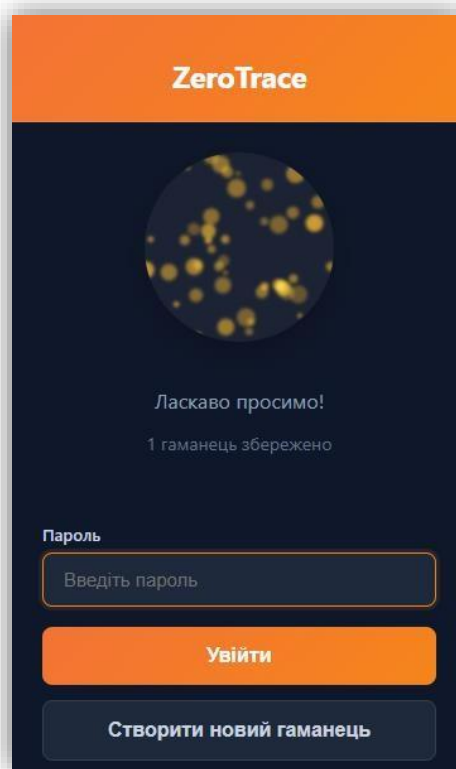 ZeroTrace
Ласкаво просимо!
1 гаманець збережено
Пароль
Введіть пароль
Увійти
Створити новий гаманець